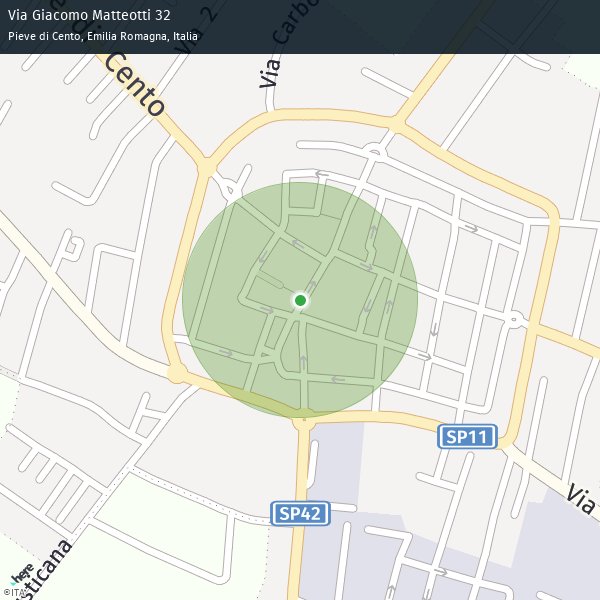 Via Giacomo Matteotti 32
Pieve di Cento, Emilia Romagna, Italia
Via 2
Via Carbo
Cento
SP11
Via
SP42
sticana
here
©ITA